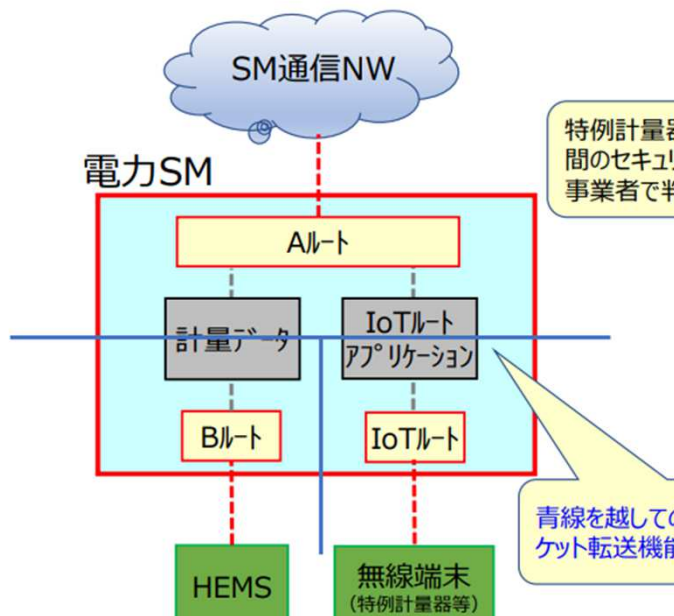 SM通信NW
特例計量器
間のセキュリ
事業者で判
電力SM
Aルート
計量データ
IoTルート
アプリケーション
Bルート
IoTルート
青線を越しての
ケット転送機能
HEMS
無線端末
(特例計量器等)